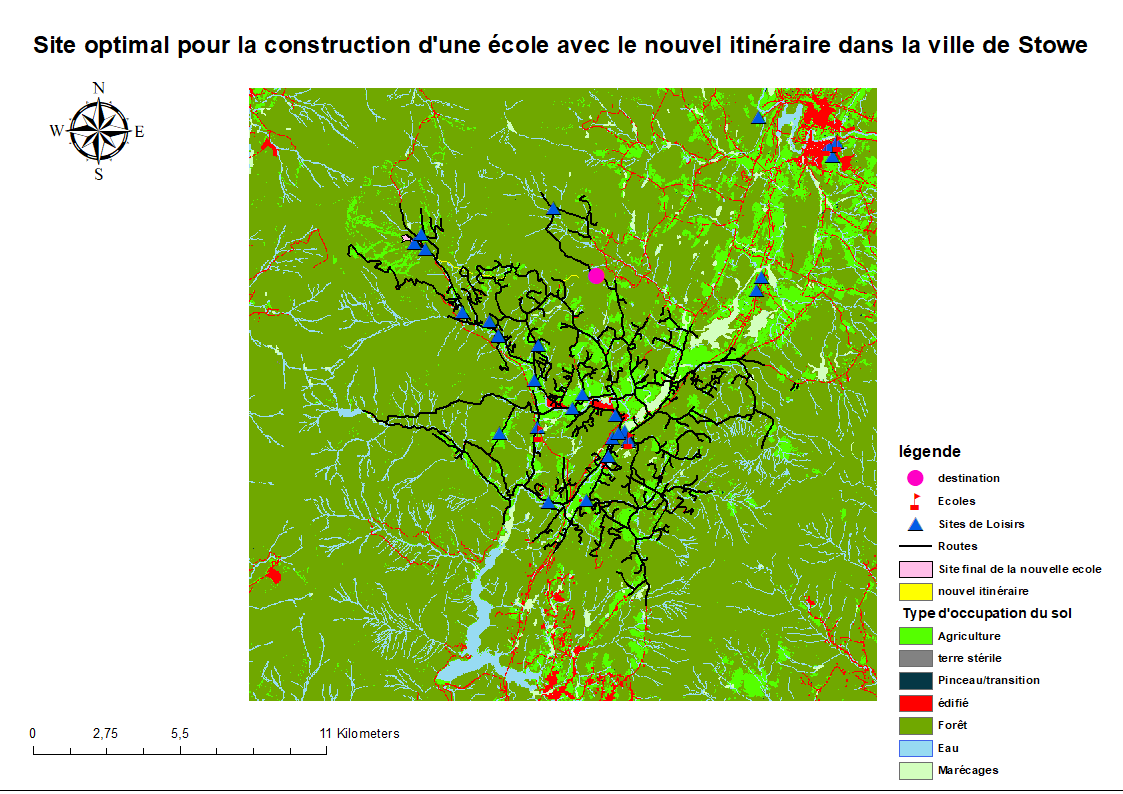 Site optimal pour la construction d'une école avec le nouvel itinéraire dans la ville de Stowe
N
W E
S
légende
destination
Ecoles
Sites de Loisirs
Routes
Site final de la nouvelle ecole
nouvel itinéraire
Type d'occupation du sol
Agriculture
terre stérile
Pinceau/transition
édifié
Forêt
Eau
Marécages
0 2,75 5,5 11 Kilometers